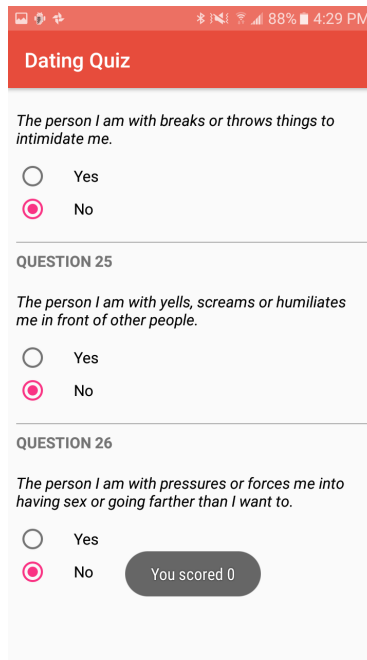 88% 4:29 PM
Dating Quiz
The person I am with breaks or throws things to
intimidate me.
Yes
No
QUESTION 25
The person I am with yells, screams or humiliates
me in front of other people.
Yes
No
QUESTION 26
The person I am with pressures or forces me into
having sex or going farther than I want to.
Yes
No
You scored 0